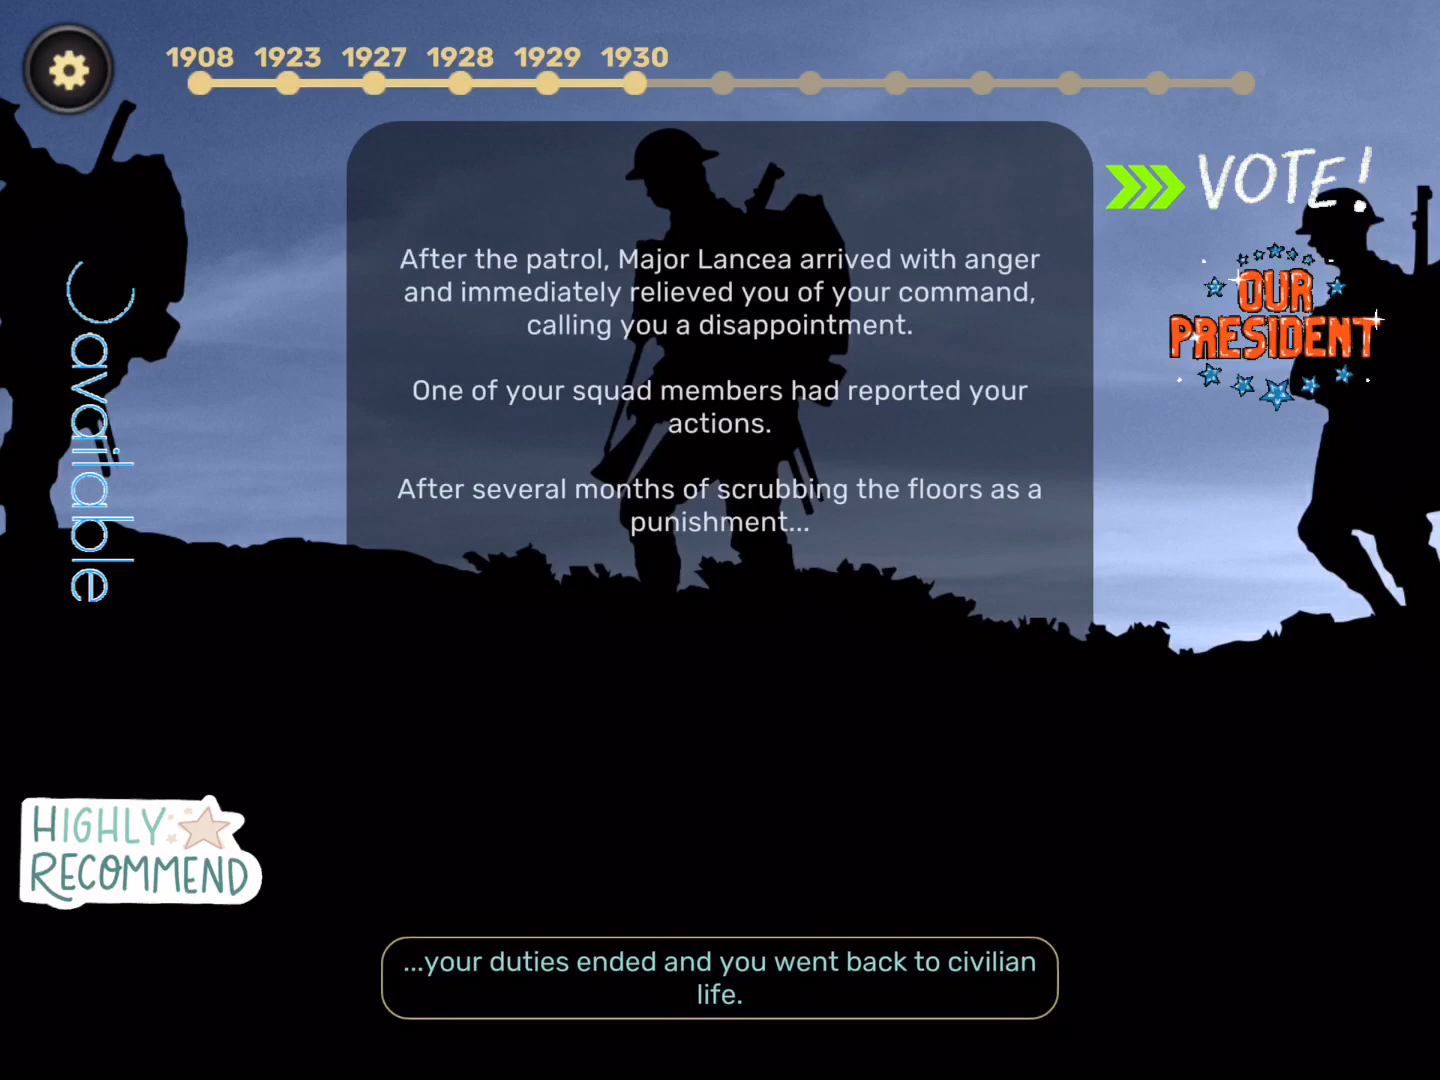 1908 1923 1927 1928 1929 1930
VOTE!
OUR
PRESIDENT
After the patrol, Major Lancea arrived with anger
and immediately relieved you of your command,
calling you a disappointment.
One of your squad members had reported your
actions.
After several months of scrubbing the floors as a
punishment...
available
HIGHLY
RECOMMEND
...your duties ended and you went back to civilian
life.